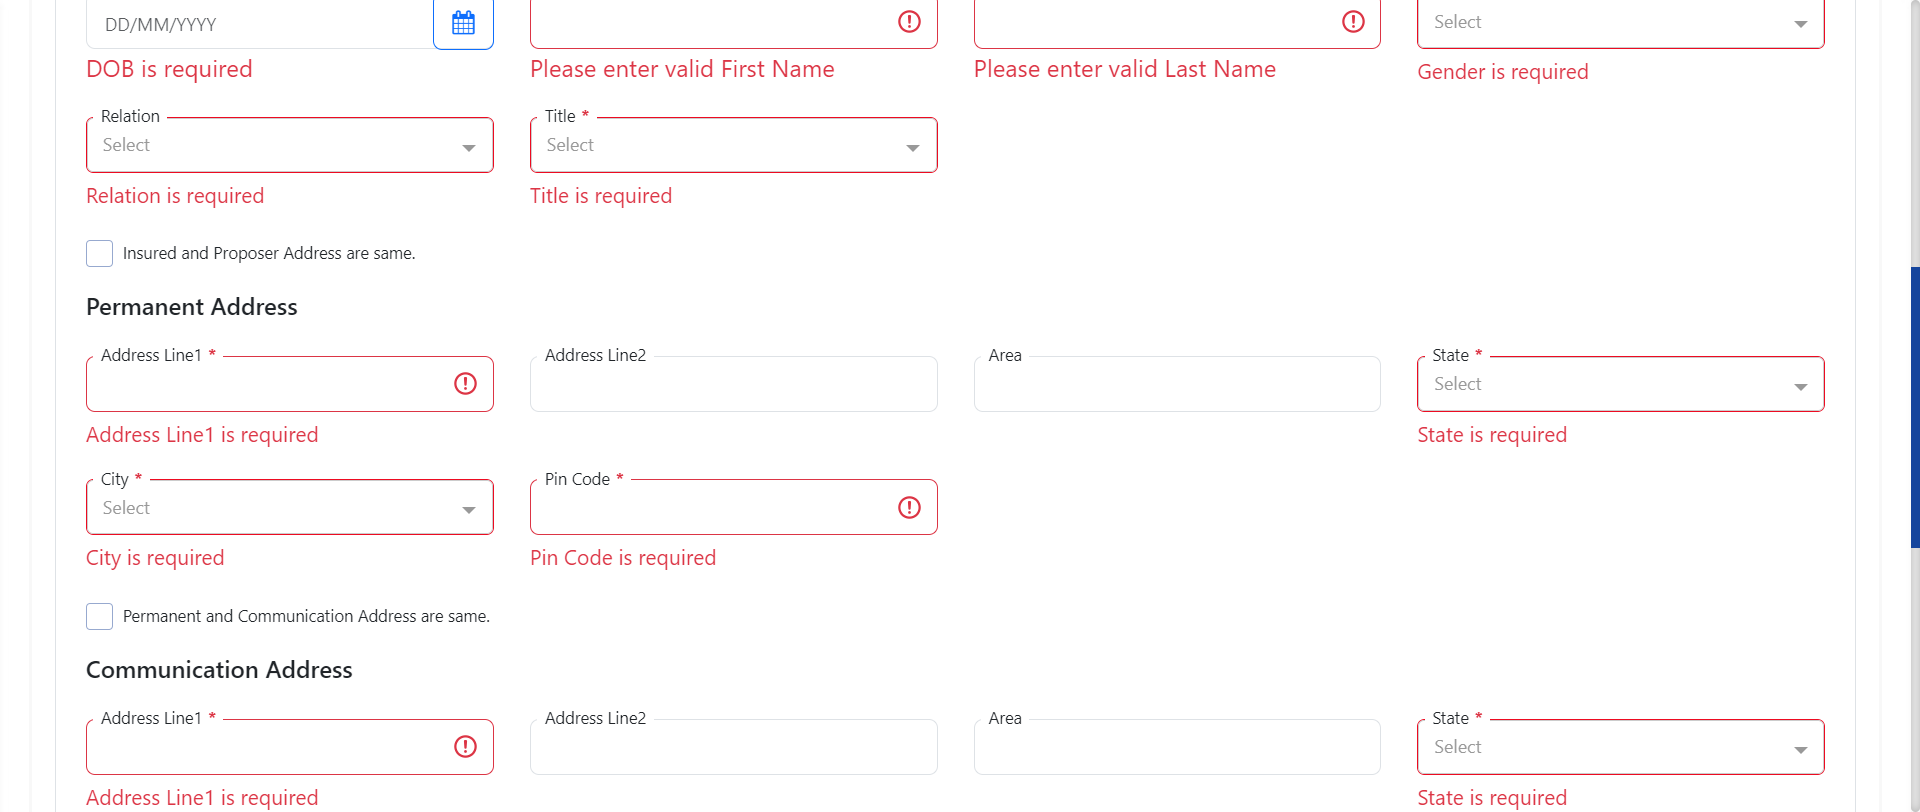 DD/MM/YYYY
Select
DOB is required
Please enter valid First Name
Please enter valid Last Name
Gender is required
Relation
Title *
Select
Select
Relation is required
Title is required
Insured and Proposer Address are same.
Permanent Address
Address Line1 *
Address Line2
Area
State *
Select
Address Line1 is required
State is required
City *
Pin Code *
Select
City is required
Pin Code is required
Permanent and Communication Address are same.
Communication Address
Address Line1 *
Address Line2
Area
State *
Select
Address Line1 is required
State is required